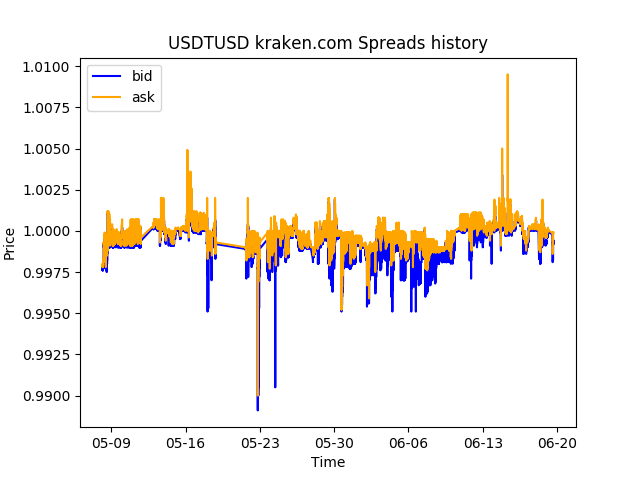 USDTUSD kraken.com Spreads history
bid
ask
Price
1.0100
1.0075
1.0050
1.0025
1.0000
0.9975
0.9950
0.9925
0.9900
05-09 05-16 05-23 05-30 06-06 06-13 06-20
Time